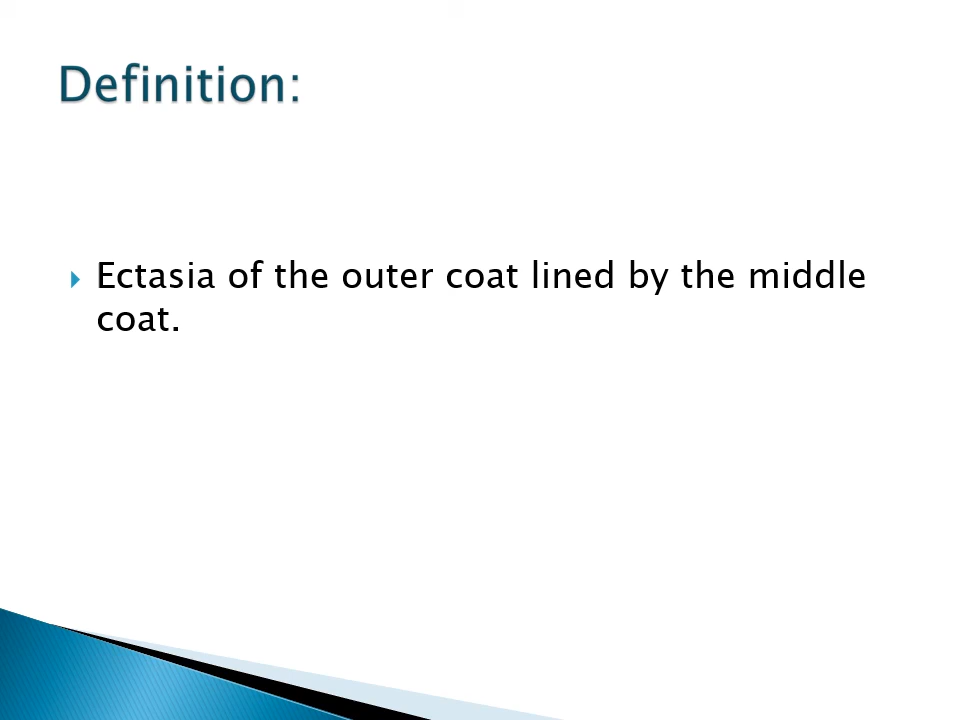 Definition:
Ectasia of the outer coat lined by the middle
coat.